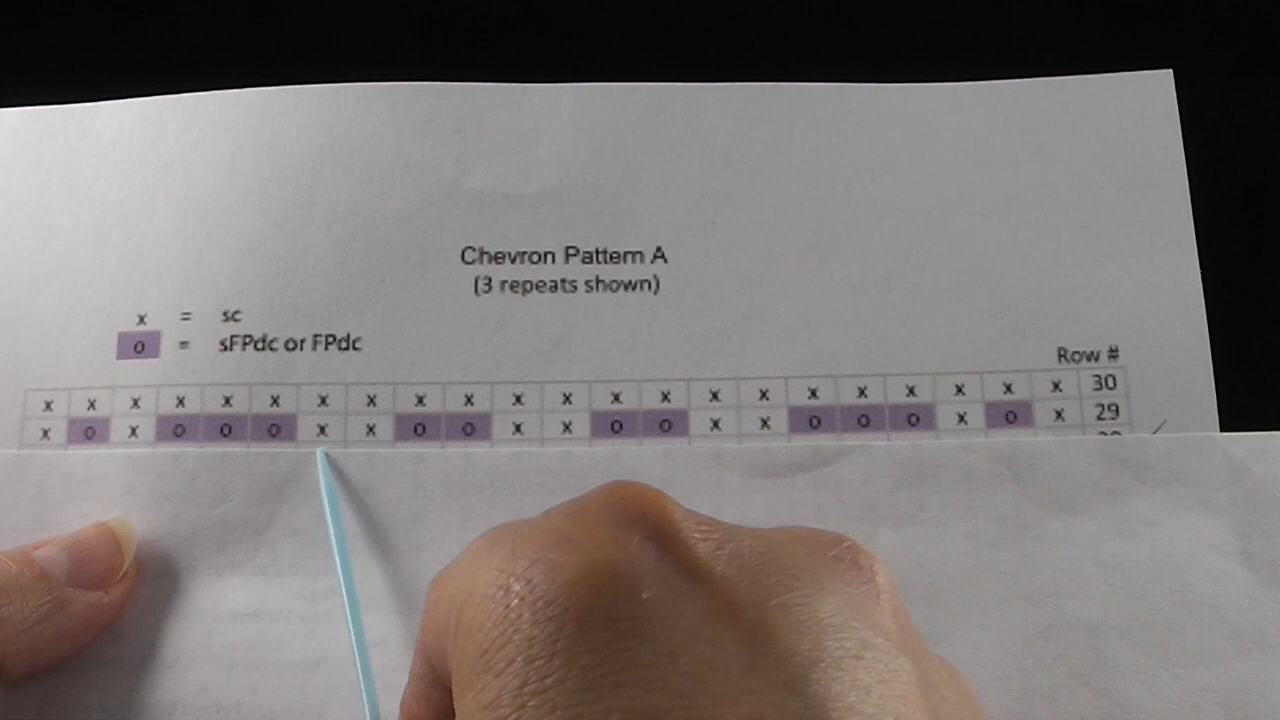 Chevron Pattern A
(3 repeats shown)
x = sc
o = sFPdc or FPdc
Row #
x x x x x x x x x x x x x x x x x x x x x x 30
x o x o o o x x o o x x o o x x o o o x o x 29